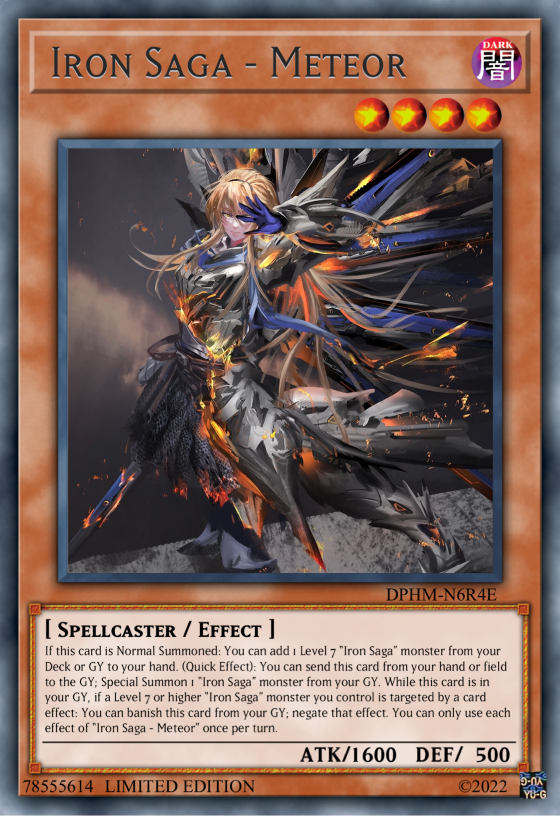 Iron Saga - Meteor
DARK
闇
DPHM-N6R4E
[ Spellcaster / Effect ]
If this card is Normal Summoned: You can add 1 Level 7 "Iron Saga" monster from your
Deck or GY to your hand. (Quick Effect): You can send this card from your hand or field
to the GY; Special Summon 1 "Iron Saga" monster from your GY. While this card is in
your GY, if a Level 7 or higher "Iron Saga" monster you control is targeted by a card
effect: You can banish this card from your GY; negate that effect. You can only use each
effect of "Iron Saga - Meteor" once per turn.
ATK/1600 DEF/ 500
78555614 LIMITED EDITION
©2022